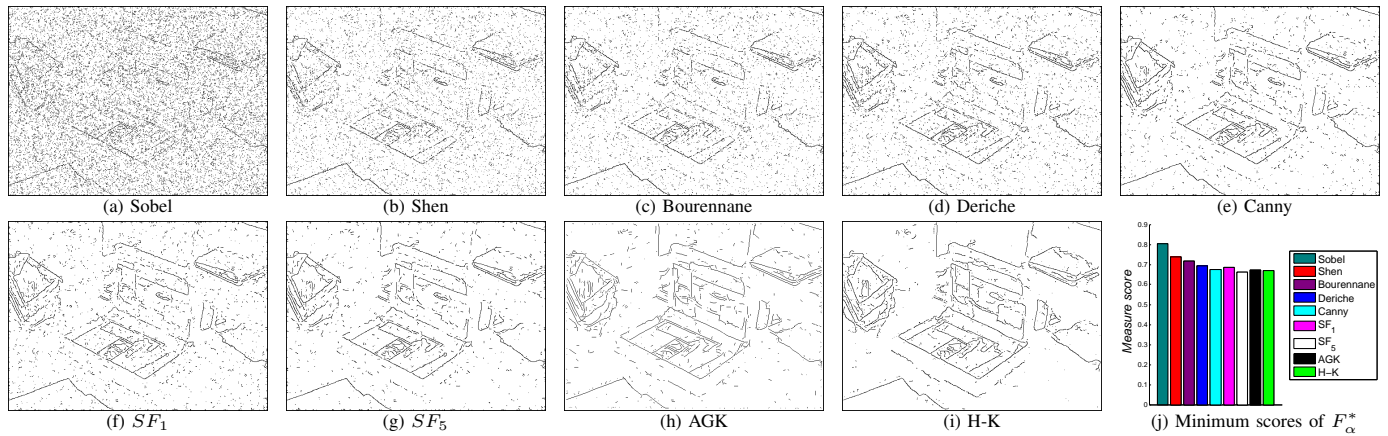 (a) Sobel
(b) Shen
(c) Bourennane
(d) Deriche
(e) Canny
(f) SF₁
(g) SF₅
(h) AGK
(i) H-K
0.9
0.8
0.7
0.6
0.5
0.4
0.3
0.2
0.1
0
Measure score
Sobel
Shen
Bourennane
Deriche
Canny
SF₁
SF₅
AGK
H−K
(j) Minimum scores of F*α